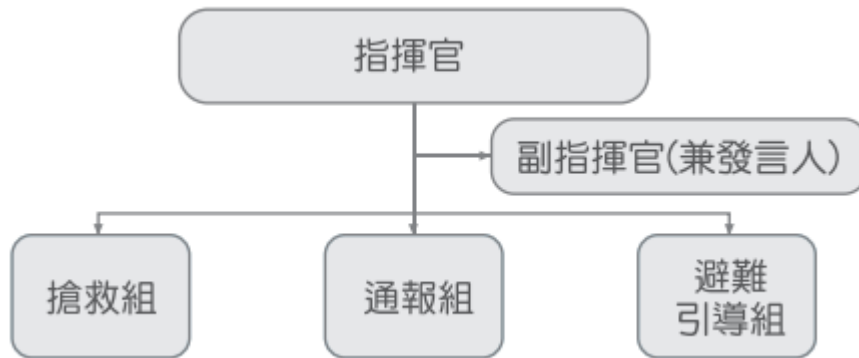 指揮官
副指揮官(兼發言人)
搶救組
通報組
避難
引導組